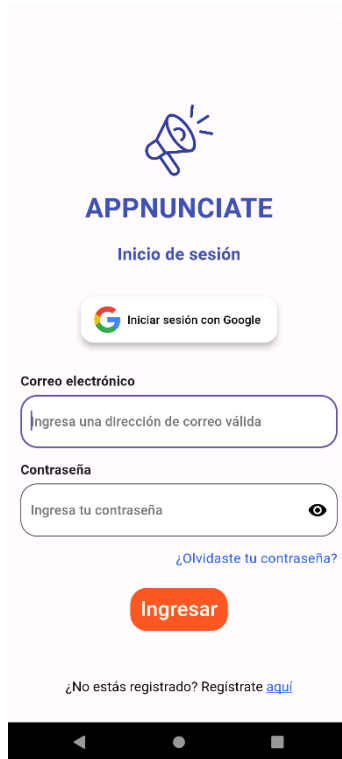 APPNUNCIATE
Inicio de sesión
Iniciar sesión con Google
Correo electrónico
Ingresa una dirección de correo válida
Contraseña
Ingresa tu contraseña
¿Olvidaste tu contraseña?
Ingresar
¿No estás registrado? Regístrate aquí